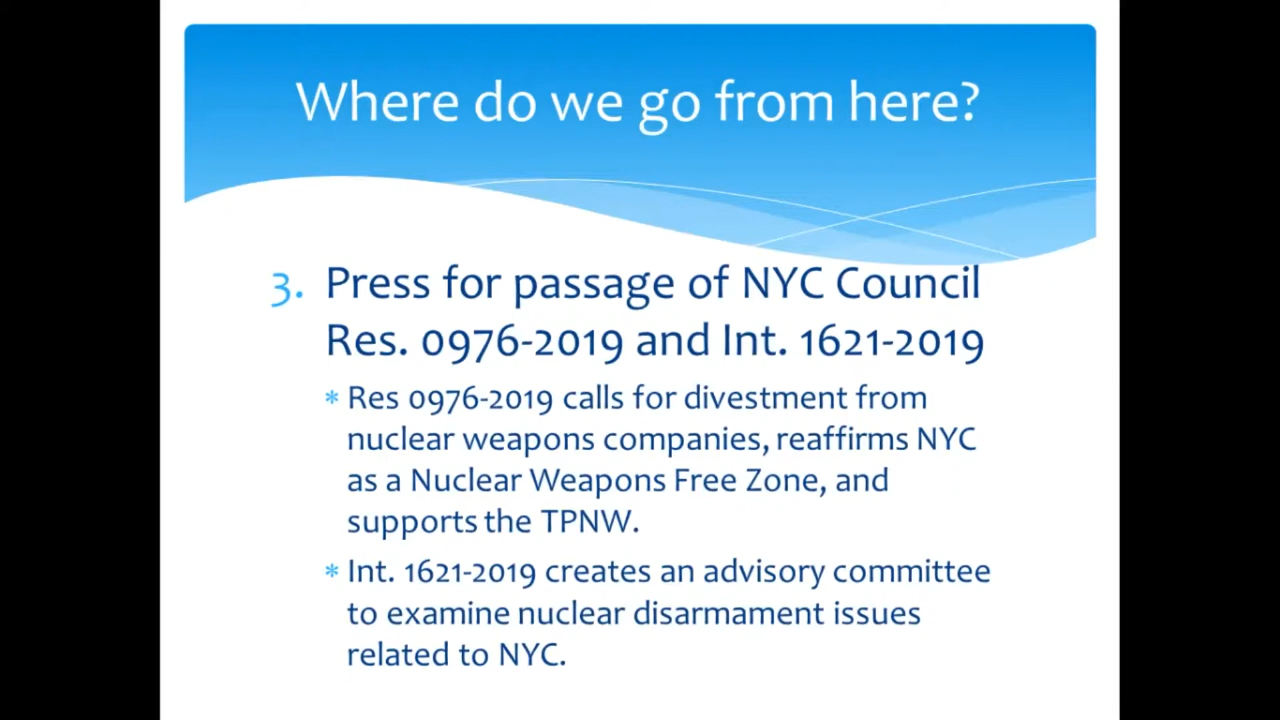 Where do we go from here?
3. Press for passage of NYC Council
Res. 0976-2019 and Int. 1621-2019
* Res 0976-2019 calls for divestment from
nuclear weapons companies, reaffirms NYC
as a Nuclear Weapons Free Zone, and
supports the TPNW.
* Int. 1621-2019 creates an advisory committee
to examine nuclear disarmament issues
related to NYC.